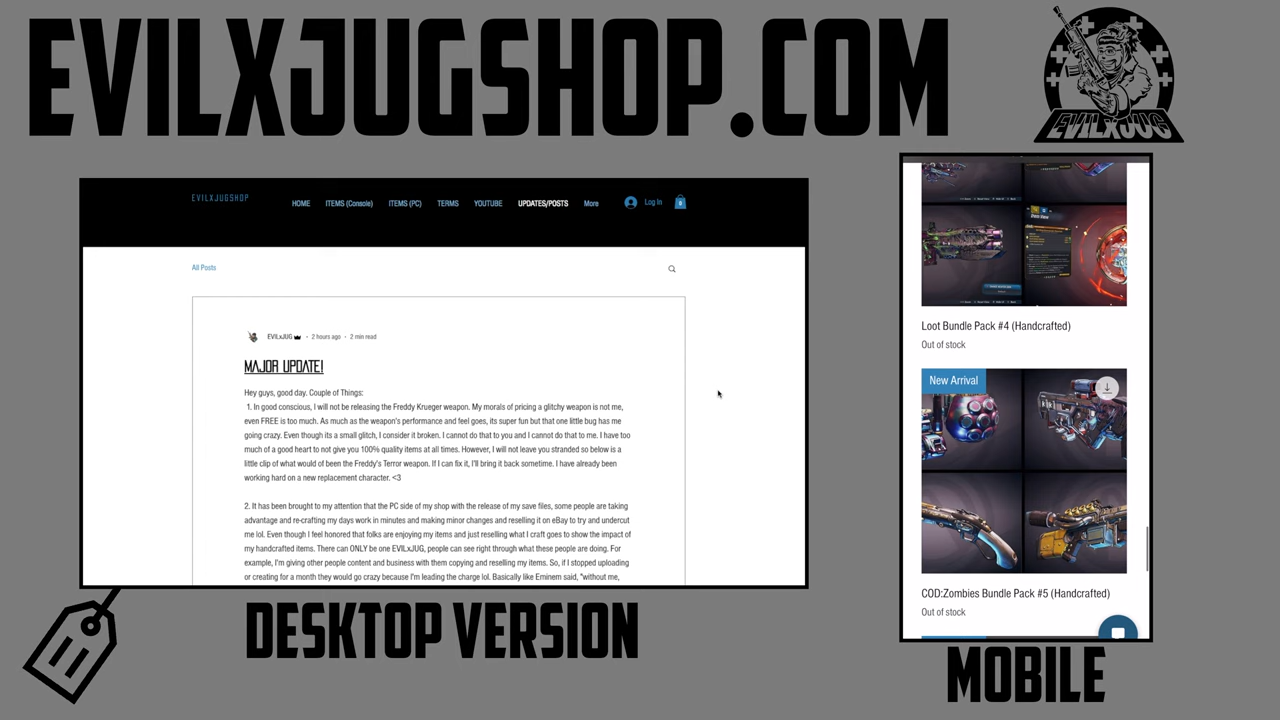 EVILXJUGSHOP.COM
EVILXJUG
EVILXJUGSHOP
HOME ITEMS (Console) ITEMS (PC) TERMS YOUTUBE UPDATES/POSTS More Log In 0
All Posts
EVILxJUG · 2 hours ago · 2 min read
MAJOR UPDATE!
Hey guys, good day. Couple of Things:
1. In good conscious, I will not be releasing the Freddy Krueger weapon. My morals of pricing a glitchy weapon is not me,
even FREE is too much. As much as the weapon's performance and feel goes, its super fun but that one little bug has me
going crazy. Even though its a small glitch, I consider it broken. I cannot do that to you and I cannot do that to me. I have too
much of a good heart to not give you 100% quality items at all times. However, I will not leave you stranded so below is a
little clip of what would of been the Freddy's Terror weapon. If I can fix it, I'll bring it back sometime. I have already been
working hard on a new replacement character. <3
2. It has been brought to my attention that the PC side of my shop with the release of my save files, some people are taking
advantage and re-crafting my days work in minutes and making minor changes and reselling it on eBay to try and undercut
me lol. Even though I feel honored that folks are enjoying my items and just reselling what I craft goes to show the impact of
my handcrafted items. There can ONLY be one EVILxJUG, people can see right through what these people are doing. For
example, I'm giving other people content and business with them copying and reselling my items. So, if I stopped uploading
or creating for a month they would go crazy because I'm leading the charge lol. Basically like Eminem said, "without me,
DESKTOP VERSION
Loot Bundle Pack #4 (Handcrafted)
Out of stock
New Arrival
COD:Zombies Bundle Pack #5 (Handcrafted)
Out of stock
MOBILE